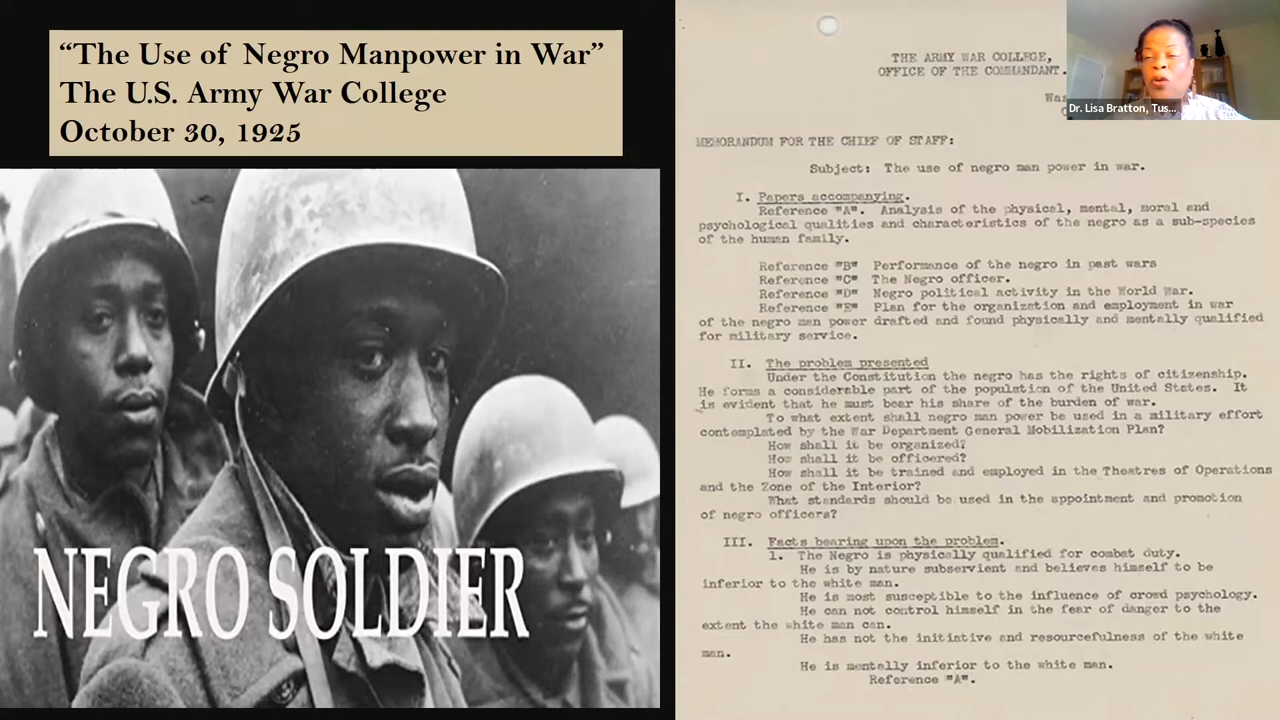 “The Use of Negro Manpower in War”
The U.S. Army War College
October 30, 1925
NEGRO SOLDIER
THE ARMY WAR COLLEGE,
OFFICE OF THE COMMANDANT.
Dr. Lisa Bratton, Tus...
MEMORANDUM FOR THE CHIEF OF STAFF:
Subject: The use of negro man power in war.
I. Papers accompanying.
Reference "A". Analysis of the physical, mental, moral and
psychological qualities and characteristics of the negro as a sub-species
of the human family.
Reference "B" Performance of the negro in past wars
Reference "C" The Negro officer.
Reference "D" Negro political activity in the World War.
Reference "E" Plan for the organization and employment in war
of the negro man power drafted and found physically and mentally qualified
for military service.
II. The problem presented
Under the Constitution the negro has the rights of citizenship.
He forms a considerable part of the population of the United States. It
is evident that he must bear his share of the burden of war.
To what extent shall negro man power be used in a military effort
contemplated by the War Department General Mobilization Plan?
How shall it be organized?
How shall it be officered?
How shall it be trained and employed in the Theatres of Operations
and the Zone of the Interior?
What standards should be used in the appointment and promotion
of negro officers?
III. Facts bearing upon the problem.
1. The Negro is physically qualified for combat duty.
He is by nature subservient and believes himself to be
inferior to the white man.
He is most susceptible to the influence of crowd psychology.
He can not control himself in the fear of danger to the
extent the white man can.
He has not the initiative and resourcefulness of the white
man.
He is mentally inferior to the white man.
Reference "A".